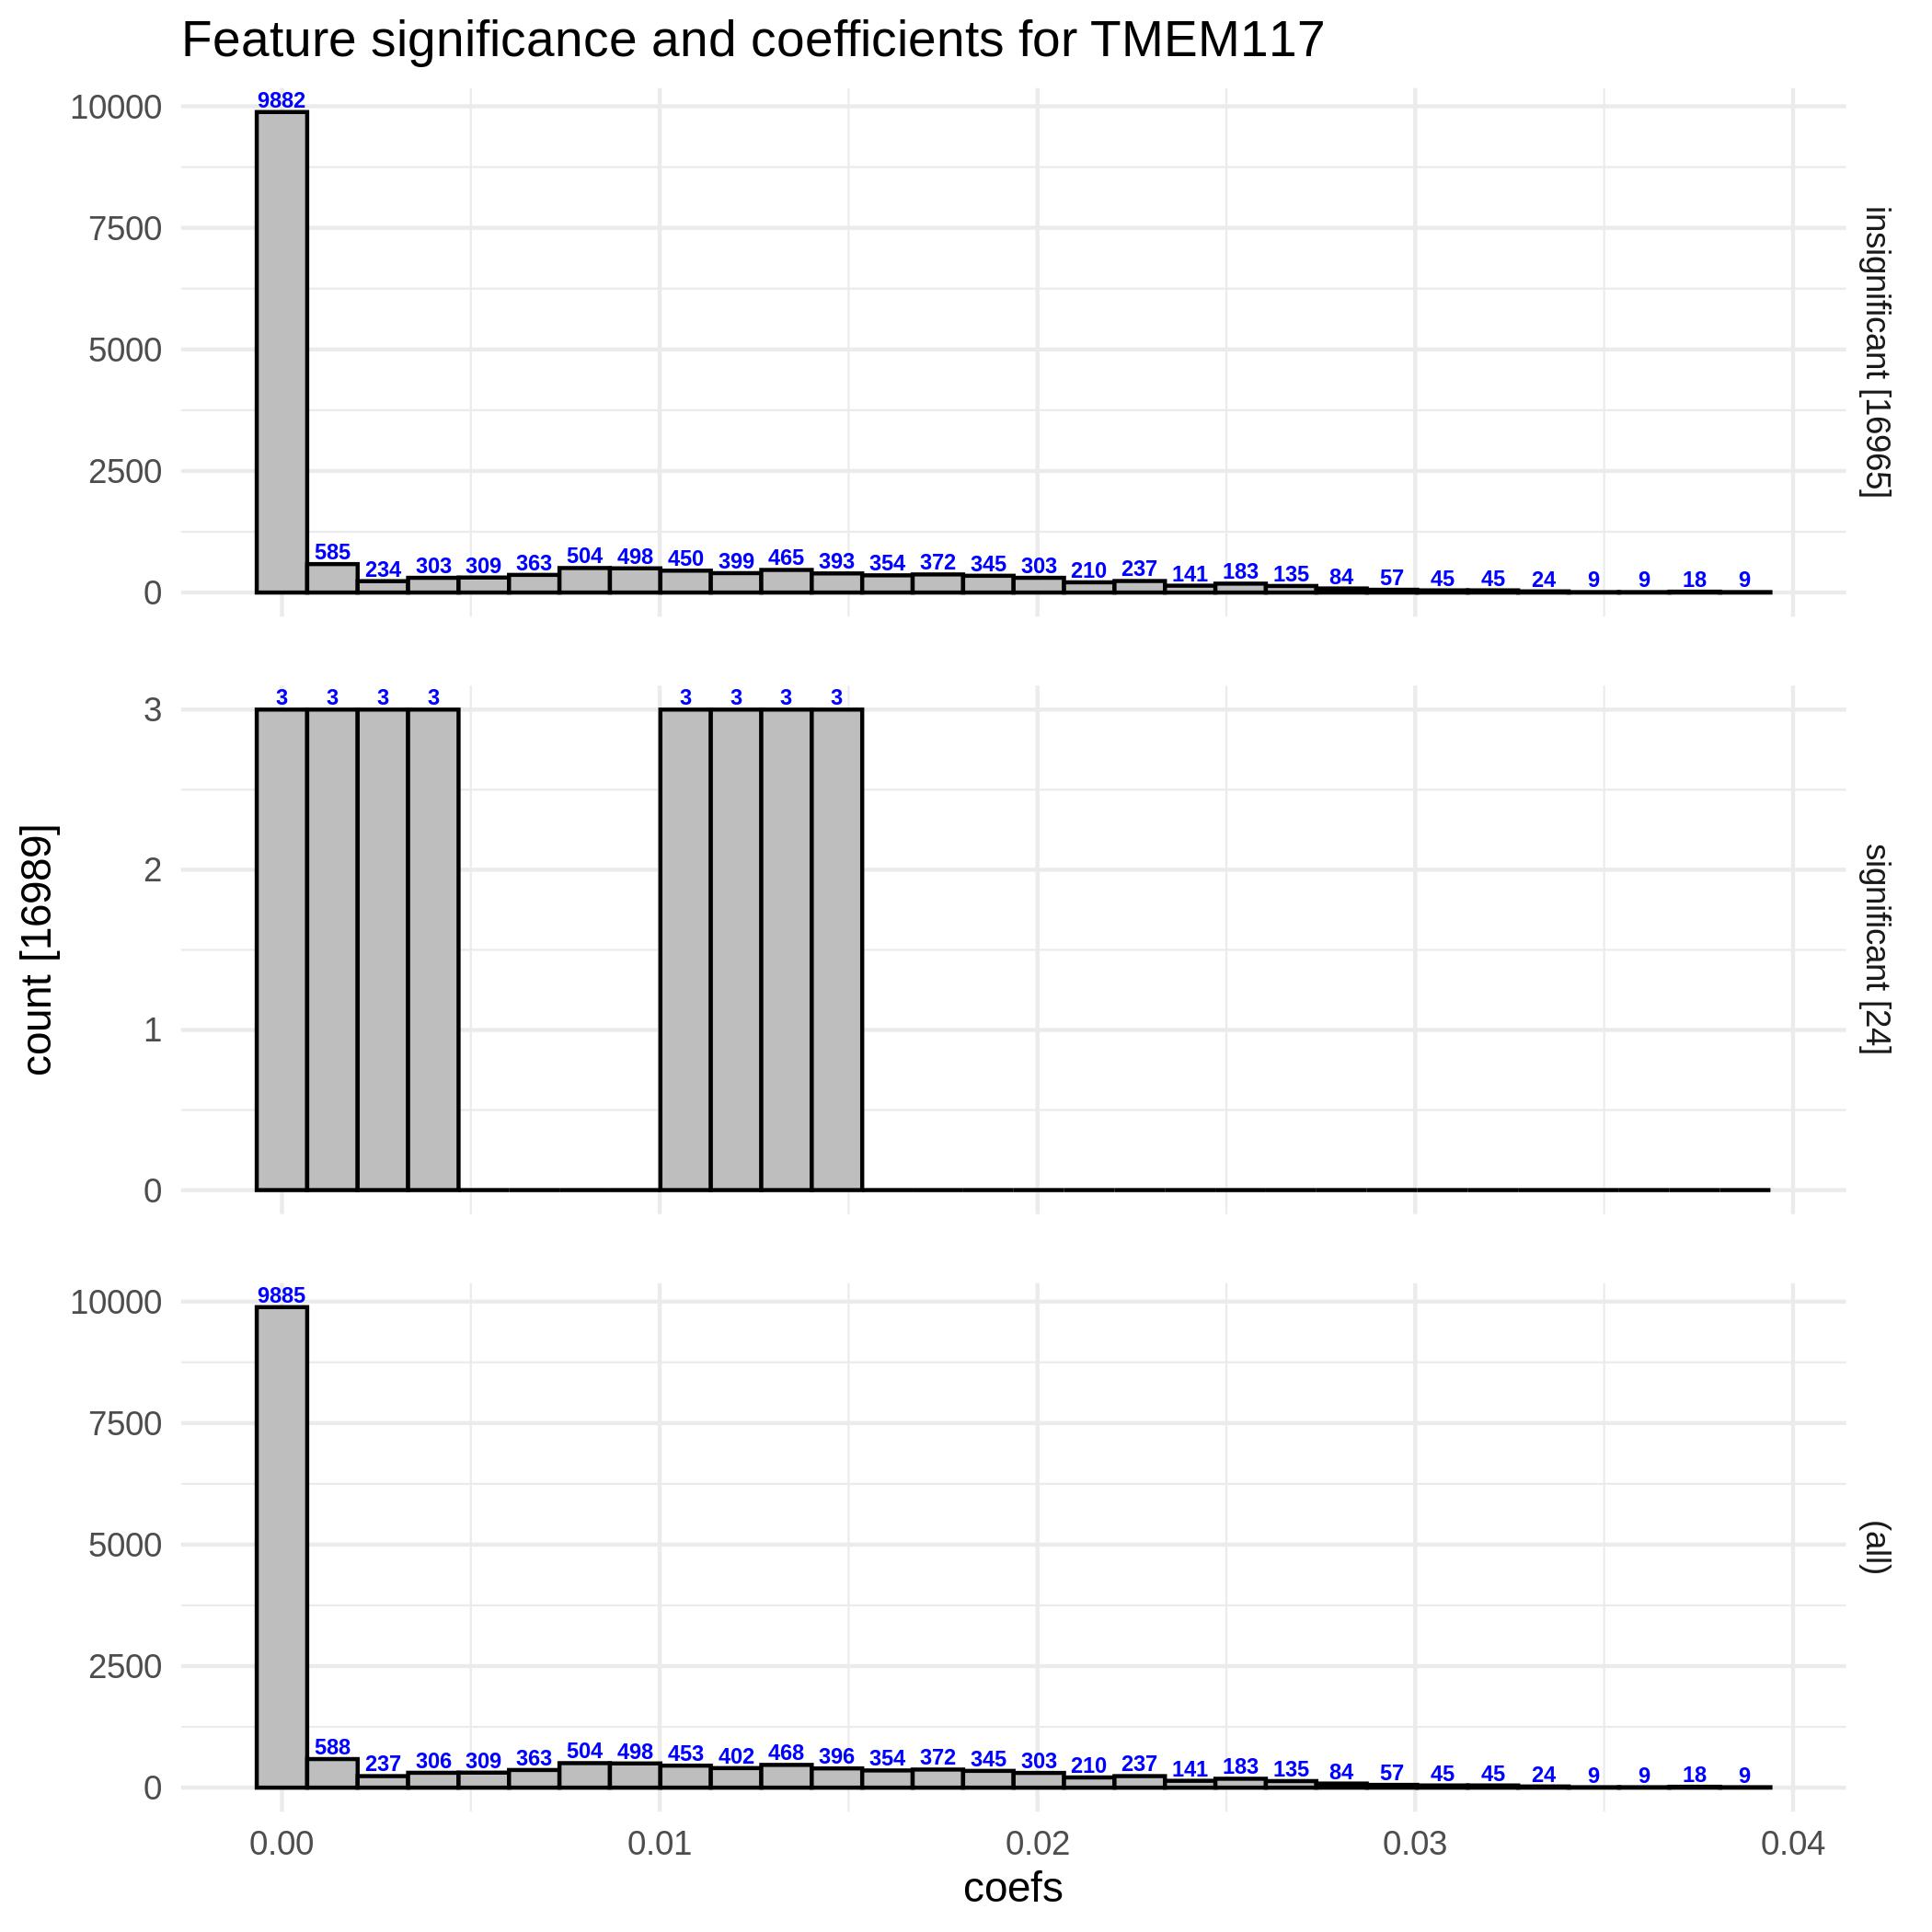 Feature significance and coefficients for TMEM117
count [16989]
10000
7500
5000
2500
0
9882
585 234 303 309 363 504 498 450 399 465 393 354 372 345 303 210 237 141 183 135 84 57 45 45 24 9 9 18 9
insignificant [16965]
3
2
1
0
3 3 3 3 3 3 3 3
significant [24]
10000
7500
5000
2500
0
9885
588 237 306 309 363 504 498 453 402 468 396 354 372 345 303 210 237 141 183 135 84 57 45 45 24 9 9 18 9
(all)
0.00 0.01 0.02 0.03 0.04
coefs